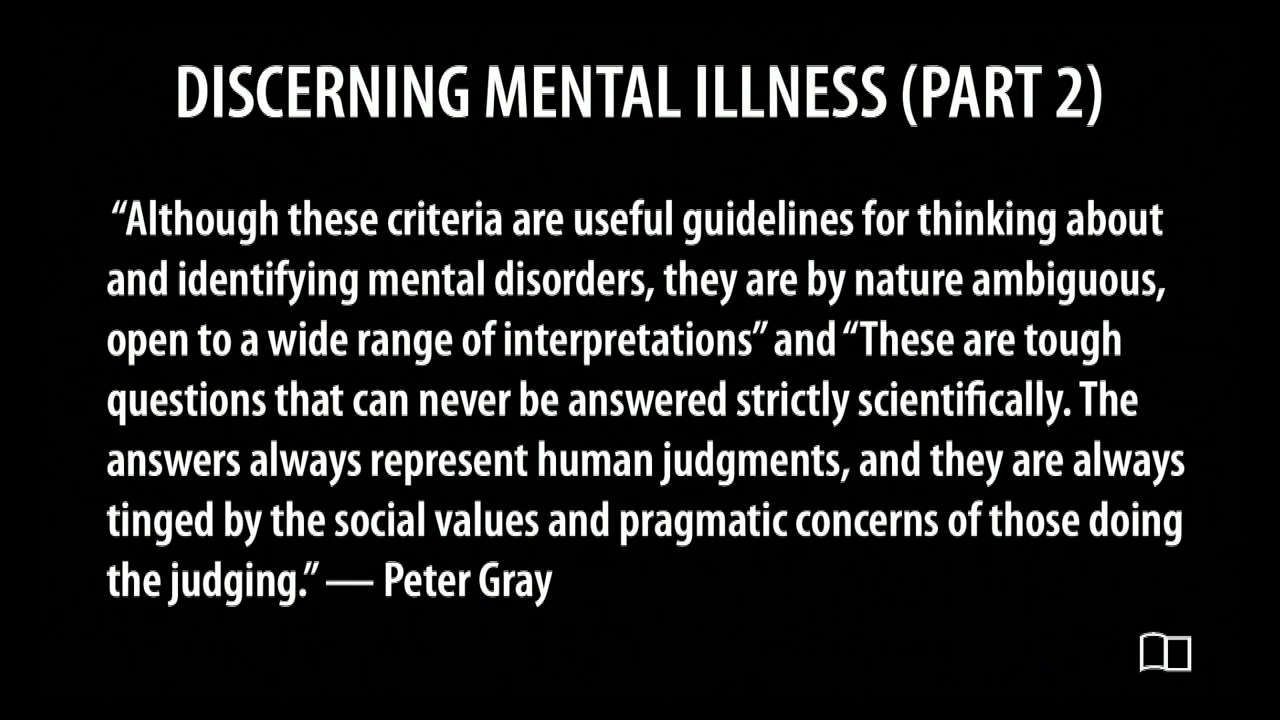 DISCERNING MENTAL ILLNESS (PART 2)
“Although these criteria are useful guidelines for thinking about
and identifying mental disorders, they are by nature ambiguous,
open to a wide range of interpretations” and “These are tough
questions that can never be answered strictly scientifically. The
answers always represent human judgments, and they are always
tinged by the social values and pragmatic concerns of those doing
the judging.” — Peter Gray